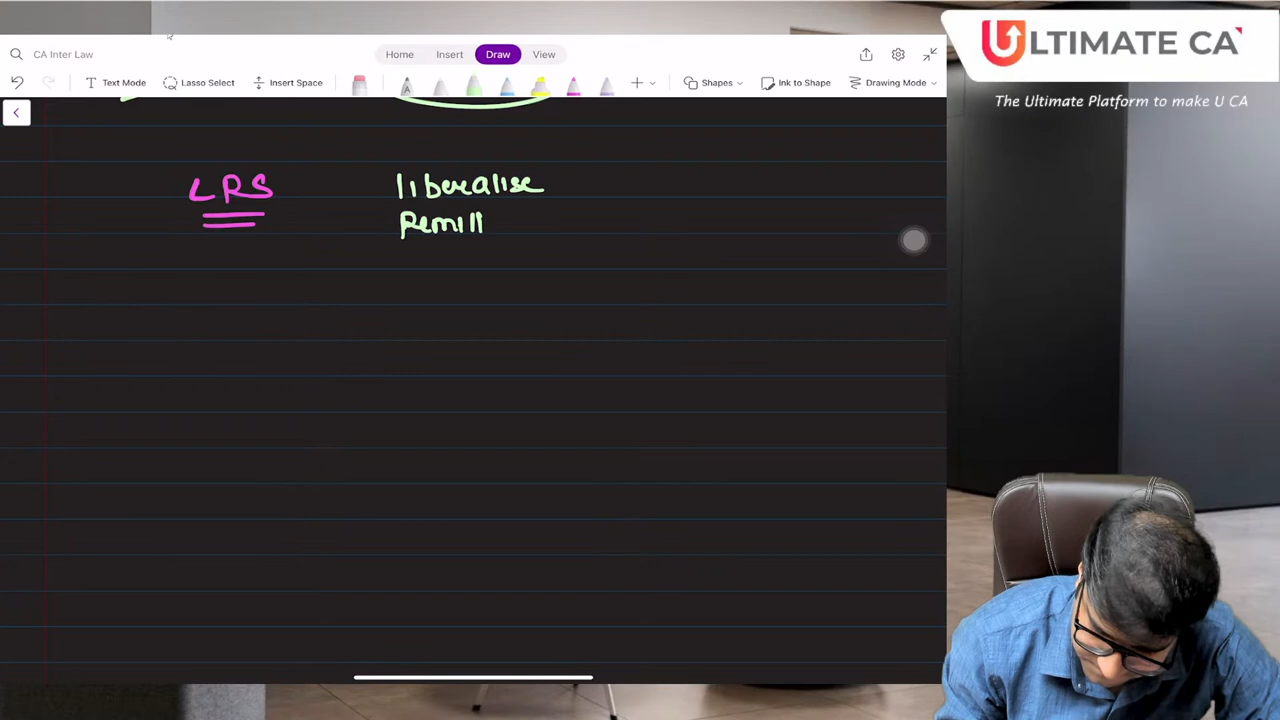 ULTIMATE CA
The Ultimate Platform to make U CA
CA Inter Law
Home Insert Draw View
Text Mode Lasso Select Insert Space A Shapes Ink to Shape Drawing Mode
LRS liberalise
Remitt